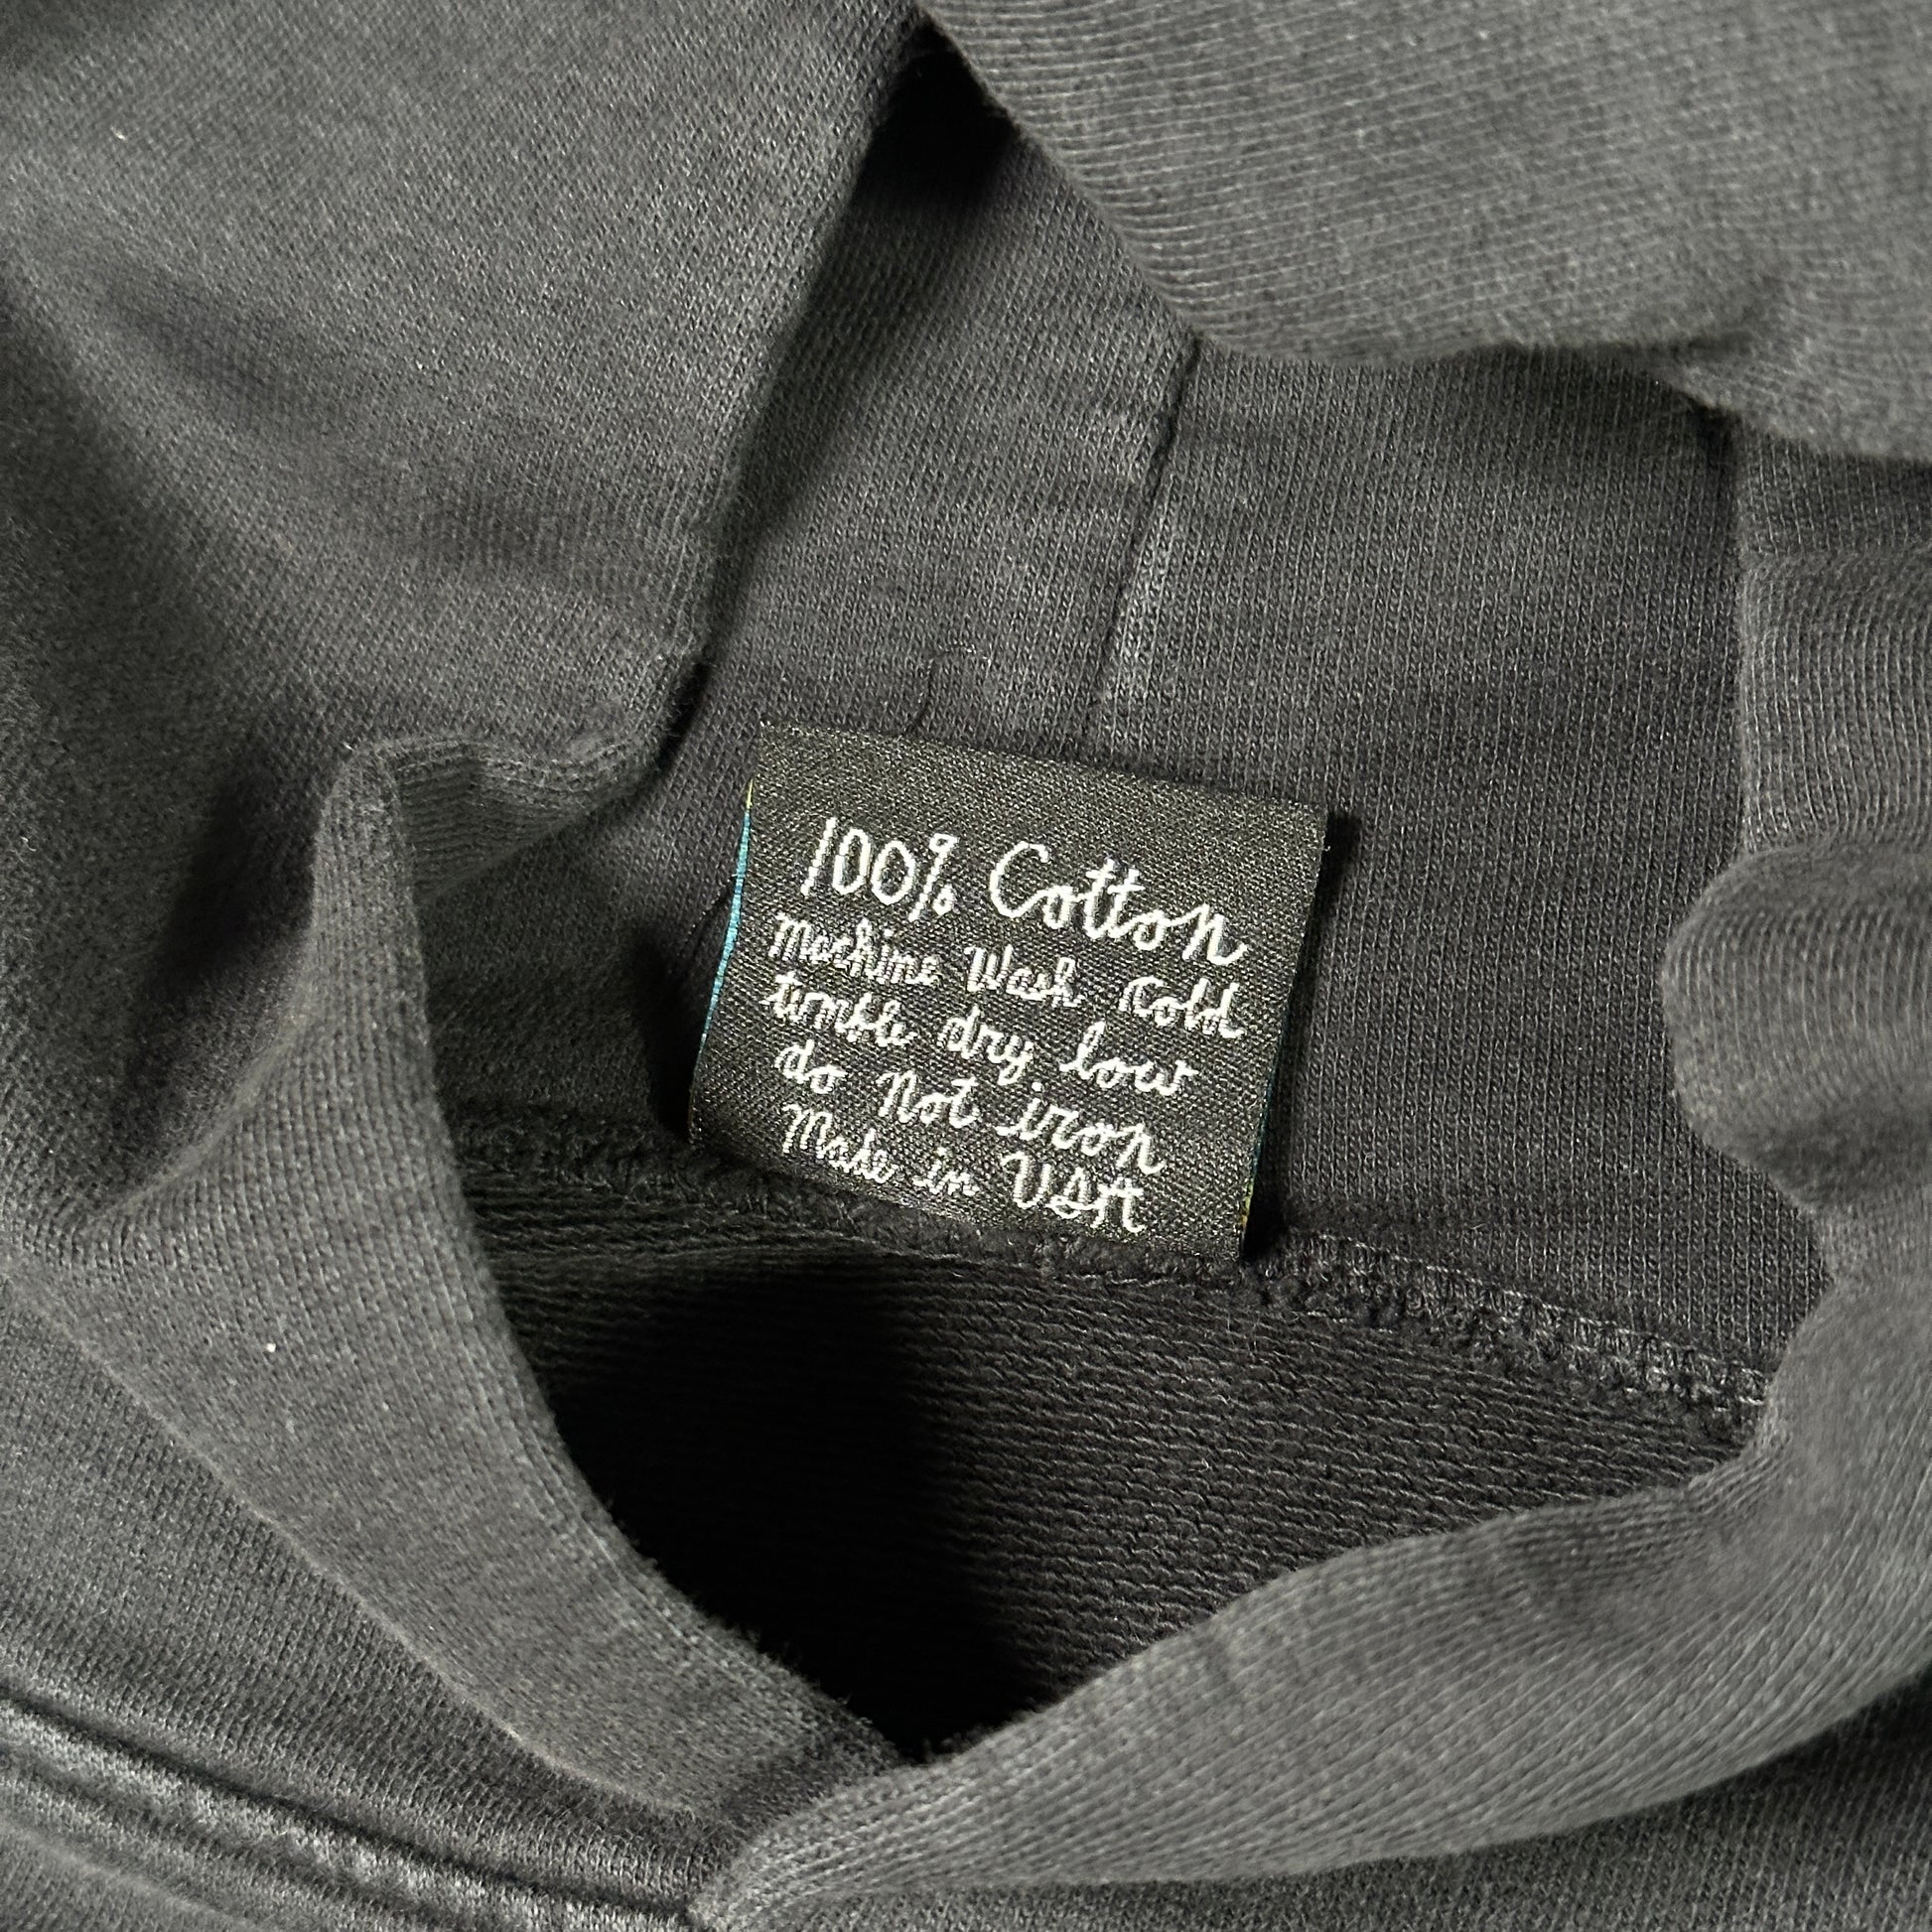 100% Cotton
Machine Wash cold
tumble dry low
do Not iron
Made in USA